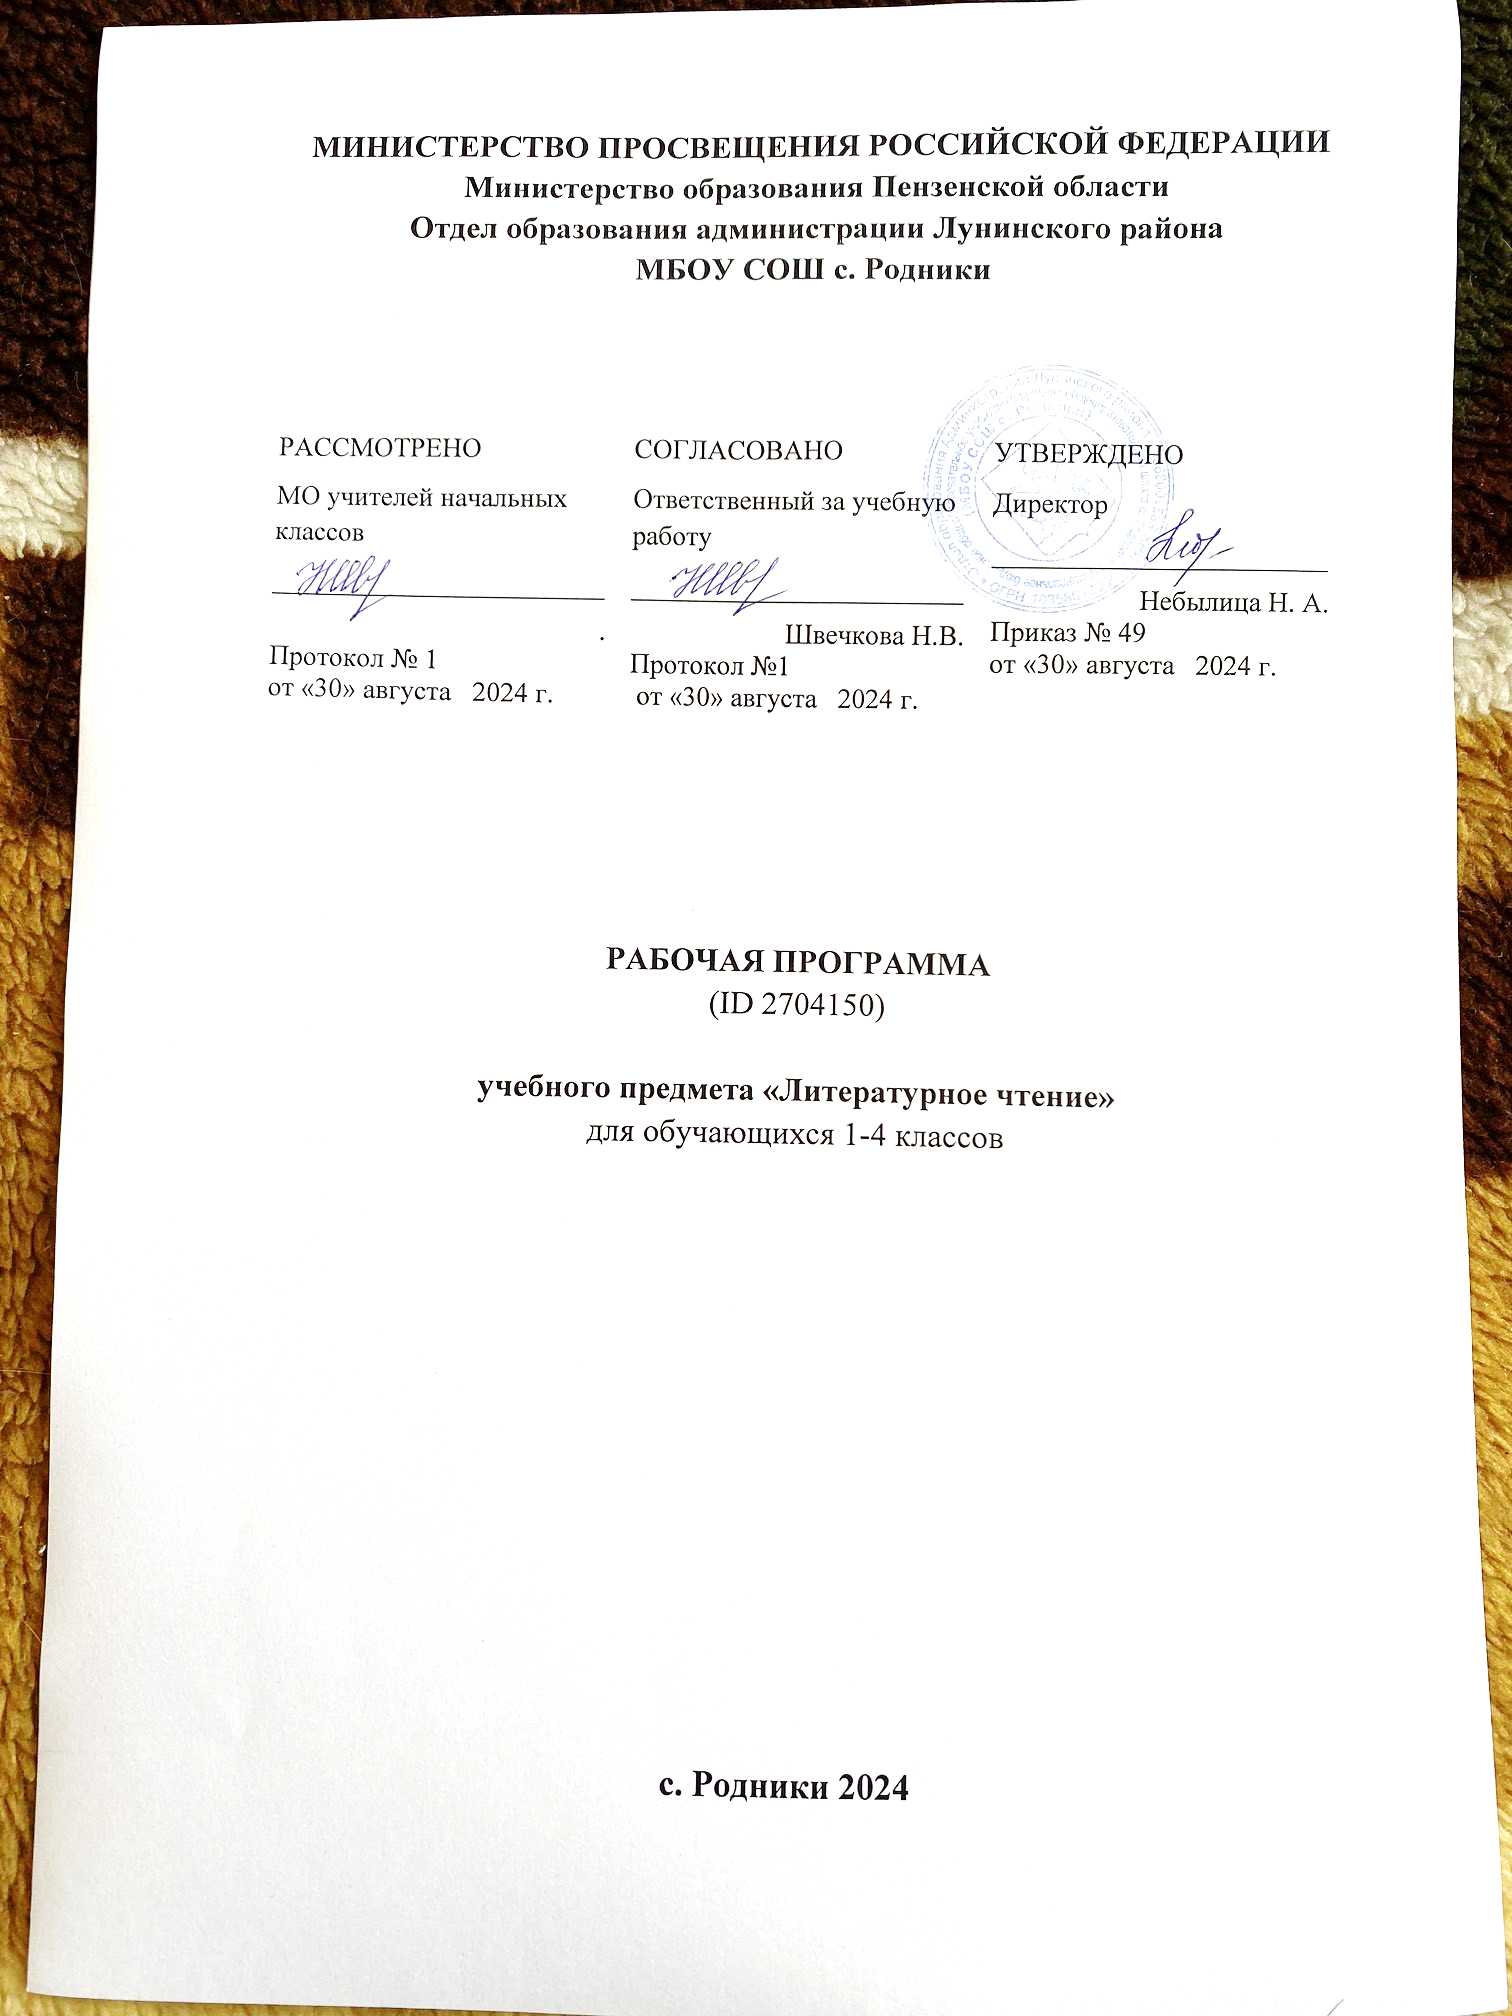 МИНИСТЕРСТВО ПРОСВЕЩЕНИЯ РОССИЙСКОЙ ФЕДЕРАЦИИ
Министерство образования Пензенской области
Отдел образования администрации Лунинского района
МБОУ СОШ с. Родники
РАССМОТРЕНО
МО учителей начальных
классов
.
Протокол № 1
от «30» августа 2024 г.
СОГЛАСОВАНО
Ответственный за учебную
работу
Швечкова Н.В.
Протокол №1
от «30» августа 2024 г.
УТВЕРЖДЕНО
Директор
Небылица Н. А.
Приказ № 49
от «30» августа 2024 г.
РАБОЧАЯ ПРОГРАММА
(ID 2704150)
учебного предмета «Литературное чтение»
для обучающихся 1-4 классов
с. Родники 2024